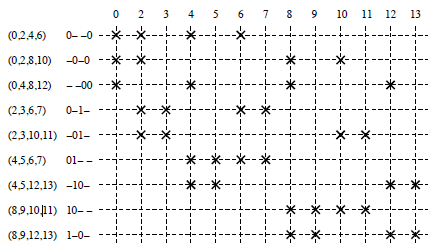 0 2 3 4 5 6 7 8 9 10 11 12 13
(0,2,4,6) 0– –0
(0,2,8,10) –0–0
(0,4,8,12) – –00
(2,3,6,7) 0–1–
(2,3,10,11) –01–
(4,5,6,7) 01– –
(4,5,12,13) –10–
(8,9,10,11) 10– –
(8,9,12,13) 1–0–